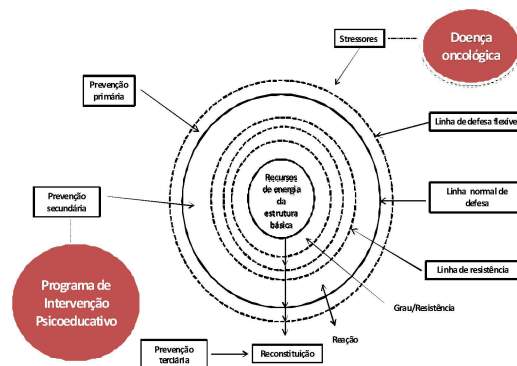 Stressores
Doença
oncológica
Prevenção
primária
Linha de defesa flexível
Recursos
de energia
da
estrutura
básica
Prevenção
secundária
Linha normal de
defesa
Programa de
Intervenção
Psicoeducativo
Linha de resistência
Grau/Resistência
Reação
Prevenção
terciária
Reconstituição